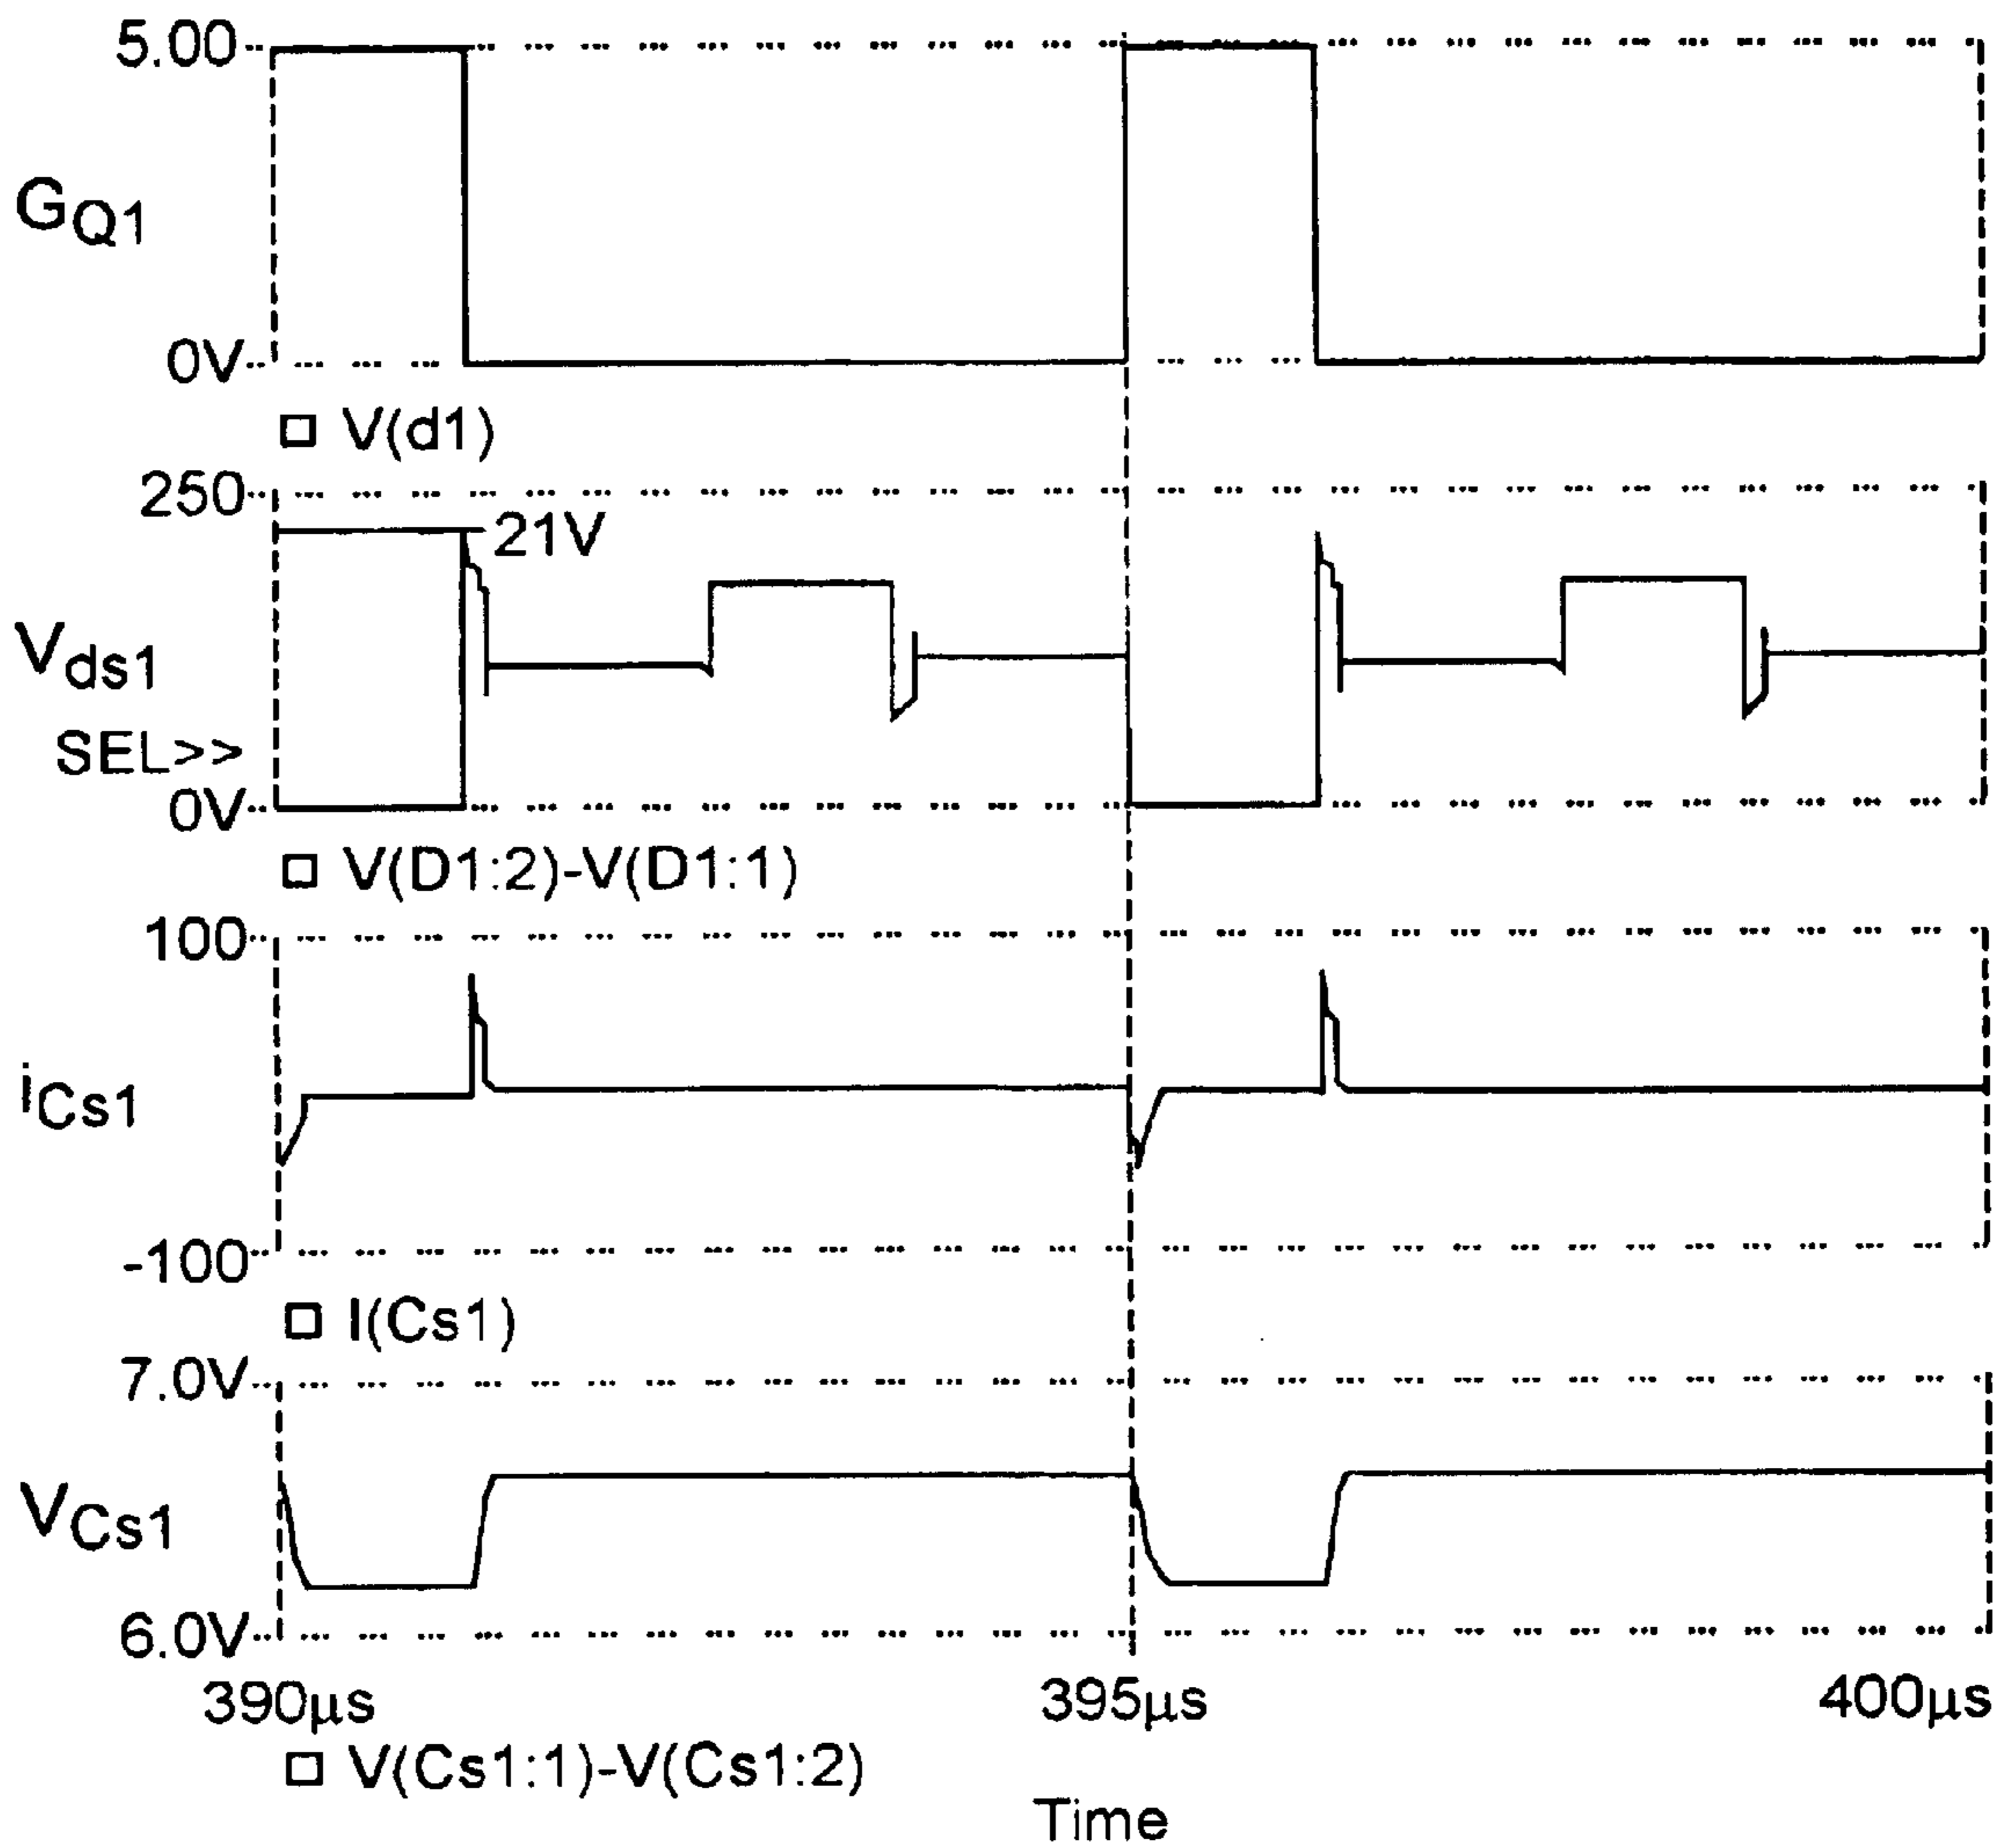 5.00
GQ1
0V
V(d1)
250
21V
Vds1
SEL>>
0V
V(D1:2)-V(D1:1)
100
iCs1
-100
I(Cs1)
7.0V
VCs1
6.0V
390μs 395μs 400μs
V(Cs1:1)-V(Cs1:2)
Time